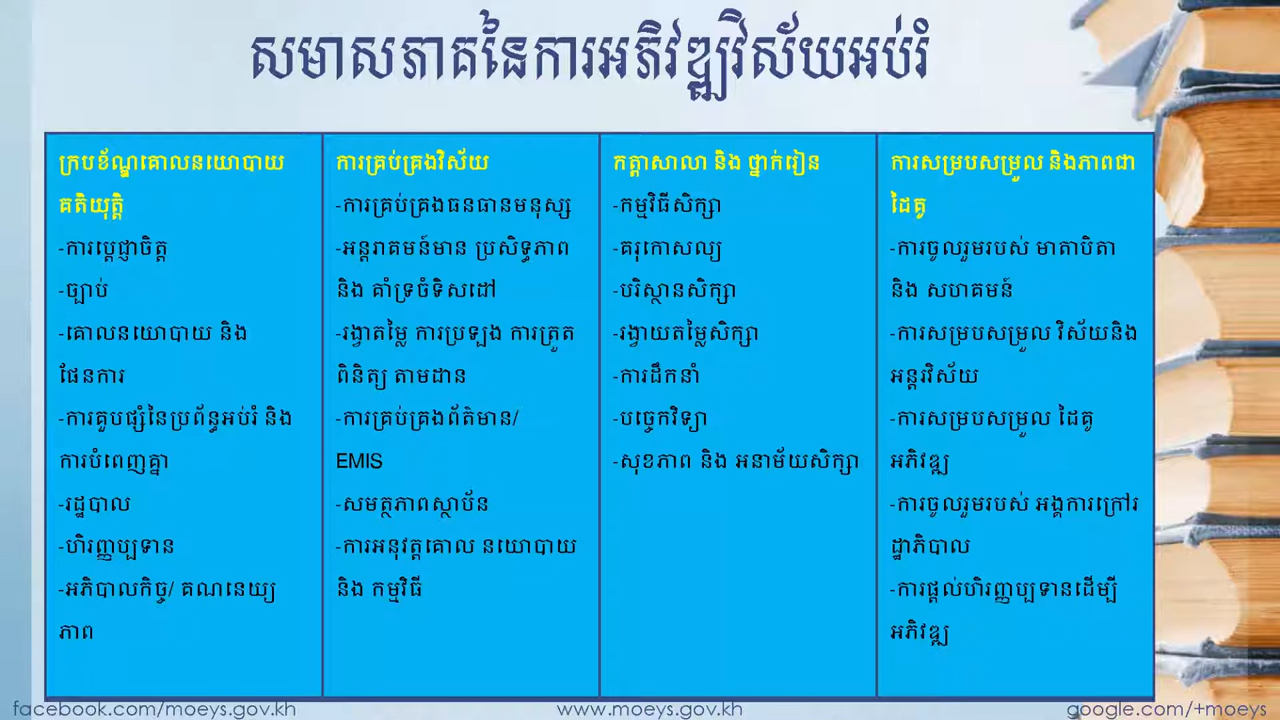 សមាសភាគនៃការអភិវឌ្ឍវិស័យអប់រំ
ក្របខ័ណ្ឌគោលនយោបាយ
គតិយុត្តិ
-ការប្តេជ្ញាចិត្ត
-ច្បាប់
-គោលនយោបាយ និង
ផែនការ
-ការគួបផ្សំនៃប្រព័ន្ធអប់រំ និង
ការបំពេញគ្នា
-រដ្ឋបាល
-ហិរញ្ញប្បទាន
-អភិបាលកិច្ច/ គណនេយ្យ
ភាព
ការគ្រប់គ្រងវិស័យ
-ការគ្រប់គ្រងធនធានមនុស្ស
-អន្តរាគមន៍មាន ប្រសិទ្ធភាព
និង គាំទ្រចំទិសដៅ
-រង្វាតតម្លៃ ការប្រឡង ការត្រួត
ពិនិត្យ តាមដាន
-ការគ្រប់គ្រងព័ត៌មាន/
EMIS
-សមត្ថភាពស្ថាប័ន
-ការអនុវត្តគោល នយោបាយ
និង កម្មវិធី
កត្តាសាលា និង ថ្នាក់រៀន
-កម្មវិធីសិក្សា
-គរុកោសល្យ
-បរិស្ថានសិក្សា
-រង្វាយតម្លៃសិក្សា
-ការដឹកនាំ
-បច្ចេកវិទ្យា
-សុខភាព និង អនាម័យសិក្សា
ការសម្របសម្រួល និងភាពជា
ដៃគូ
-ការចូលរួមរបស់ មាតាបិតា
និង សហគមន៍
-ការសម្របសម្រួល វិស័យនិង
អន្តរវិស័យ
-ការសម្របសម្រួល ដៃគូ
អភិវឌ្ឍ
-ការចូលរួមរបស់ អង្គការក្រៅរ
ដ្ឋាភិបាល
-ការផ្តល់ហិរញ្ញប្បទានដើម្បី
អភិវឌ្ឍ
facebook.com/moeys.gov.kh
www.moeys.gov.kh
google.com/+moeys